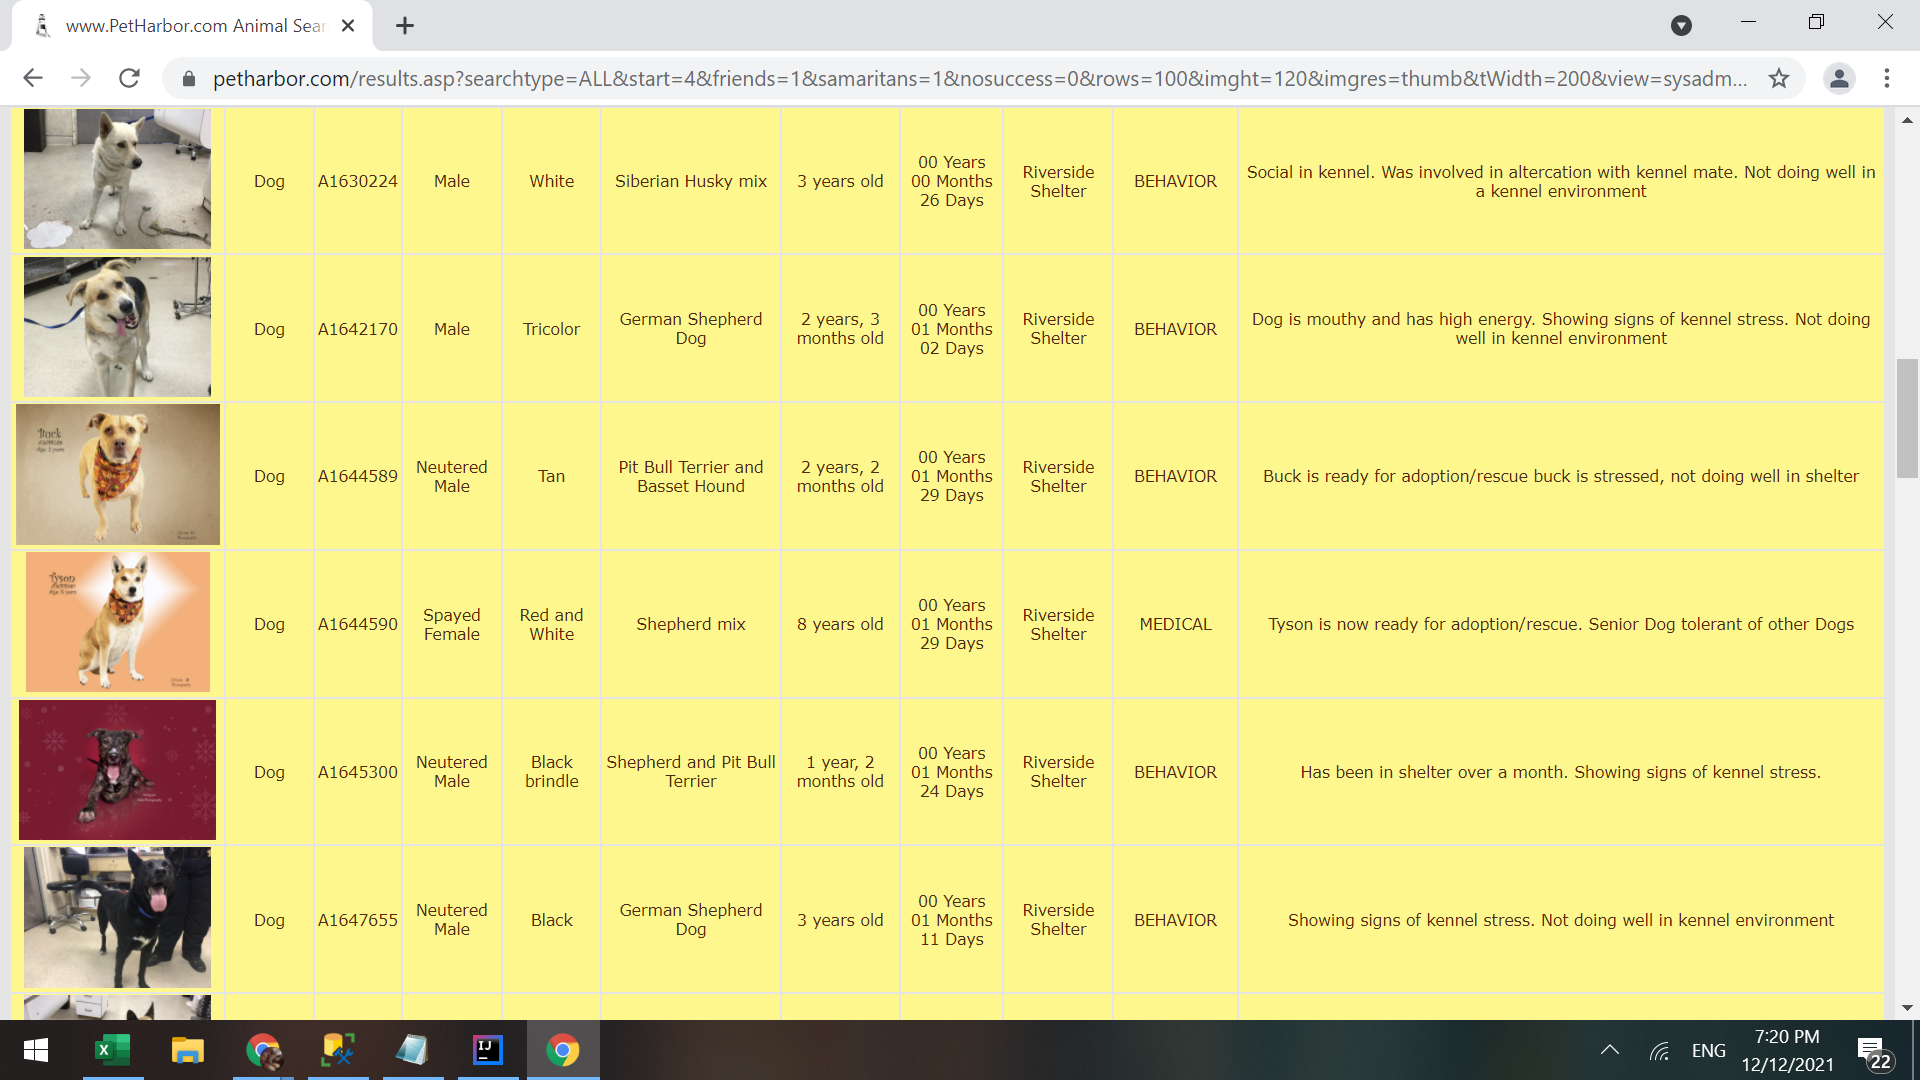 www.PetHarbor.com Animal Sear
petharbor.com/results.asp?searchtype=ALL&start=4&friends=1&samaritans=1&nosuccess=0&rows=100&imght=120&imgres=thumb&tWidth=200&view=sysadm...
Dog
A1630224
Male
White
Siberian Husky mix
3 years old
00 Years
00 Months
26 Days
Riverside
Shelter
BEHAVIOR
Social in kennel. Was involved in altercation with kennel mate. Not doing well in
a kennel environment
Dog
A1642170
Male
Tricolor
German Shepherd
Dog
2 years, 3
months old
00 Years
01 Months
02 Days
Riverside
Shelter
BEHAVIOR
Dog is mouthy and has high energy. Showing signs of kennel stress. Not doing
well in kennel environment
Buck
Dog
A1644589
Neutered
Male
Tan
Pit Bull Terrier and
Basset Hound
2 years, 2
months old
00 Years
01 Months
29 Days
Riverside
Shelter
BEHAVIOR
Buck is ready for adoption/rescue buck is stressed, not doing well in shelter
Tyson
Dog
A1644590
Spayed
Female
Red and
White
Shepherd mix
8 years old
00 Years
01 Months
29 Days
Riverside
Shelter
MEDICAL
Tyson is now ready for adoption/rescue. Senior Dog tolerant of other Dogs
Dog
A1645300
Neutered
Male
Black
brindle
Shepherd and Pit Bull
Terrier
1 year, 2
months old
00 Years
01 Months
24 Days
Riverside
Shelter
BEHAVIOR
Has been in shelter over a month. Showing signs of kennel stress.
Dog
A1647655
Neutered
Male
Black
German Shepherd
Dog
3 years old
00 Years
01 Months
11 Days
Riverside
Shelter
BEHAVIOR
Showing signs of kennel stress. Not doing well in kennel environment
IJ
ENG
7:20 PM
12/12/2021
22